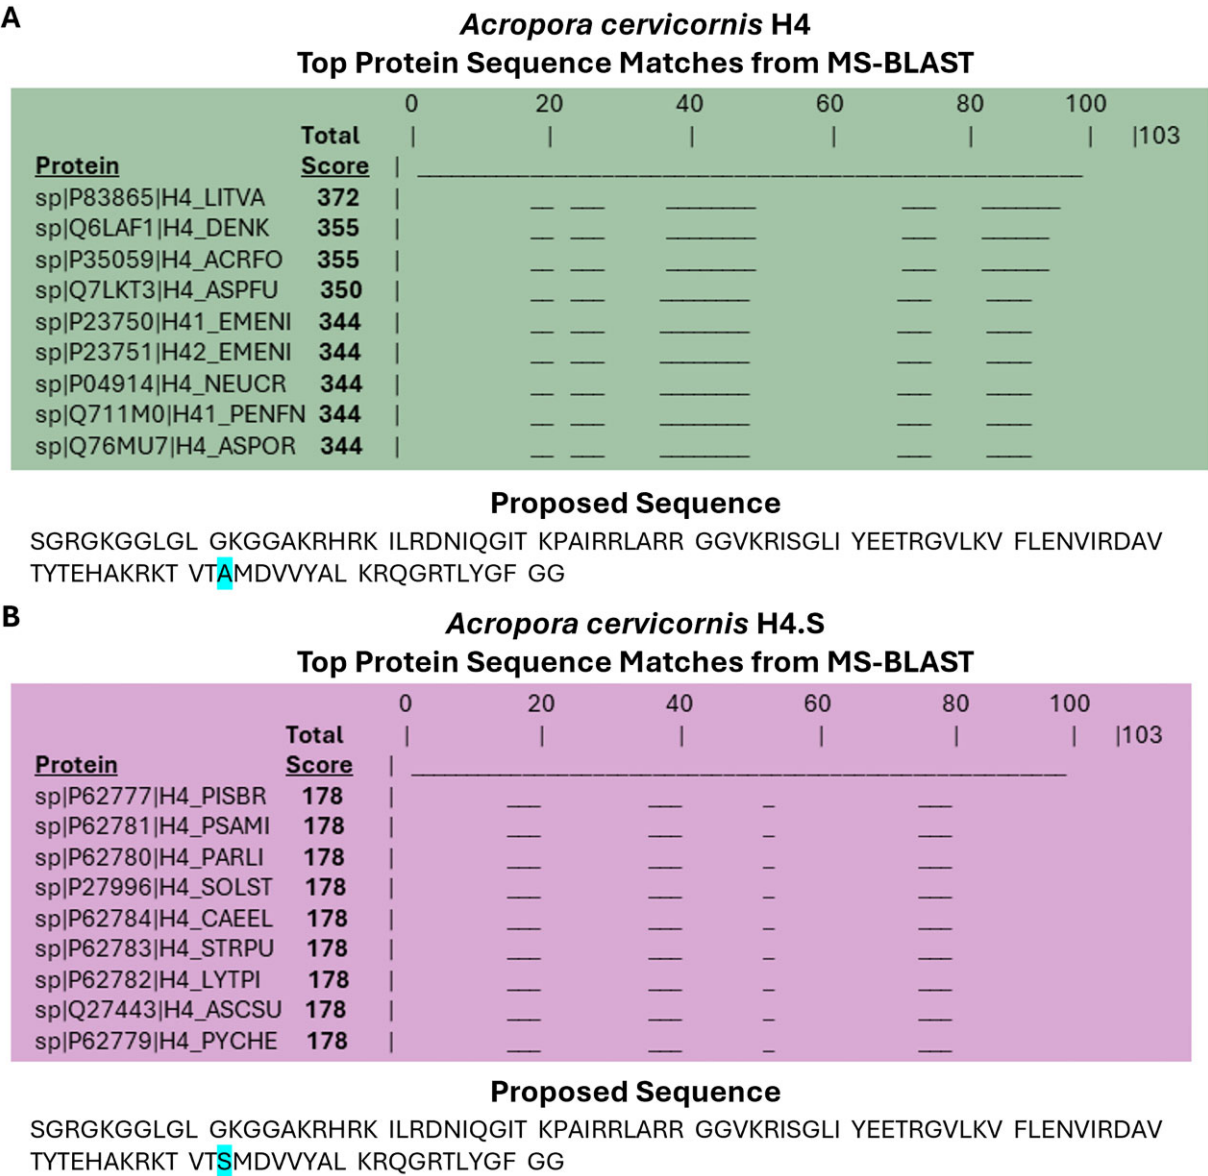 A
Acropora cervicornis H4
Top Protein Sequence Matches from MS-BLAST
0 20 40 60 80 100
Total | | | | | | |103
Protein Score |
sp|P83865|H4_LITVA 372 |
sp|Q6LAF1|H4_DENK 355 |
sp|P35059|H4_ACRFO 355 |
sp|Q7LKT3|H4_ASPFU 350 |
sp|P23750|H41_EMENI 344 |
sp|P23751|H42_EMENI 344 |
sp|P04914|H4_NEUCR 344 |
sp|Q711M0|H41_PENFN 344 |
sp|Q76MU7|H4_ASPOR 344 |
Proposed Sequence
SGRGKGGLGL GKGGAKRHRK ILRDNIQGIT KPAIRRLARR GGVKRISGLI YEETRGVLKV FLENVIRDAV
TYTEHAKRKT VTAMDVVYAL KRQGRTLYGF GG
B
Acropora cervicornis H4.S
Top Protein Sequence Matches from MS-BLAST
0 20 40 60 80 100
Total | | | | | | |103
Protein Score |
sp|P62777|H4_PISBR 178 |
sp|P62781|H4_PSAMI 178 |
sp|P62780|H4_PARLI 178 |
sp|P27996|H4_SOLST 178 |
sp|P62784|H4_CAEEL 178 |
sp|P62783|H4_STRPU 178 |
sp|P62782|H4_LYTPI 178 |
sp|Q27443|H4_ASCSU 178 |
sp|P62779|H4_PYCHE 178 |
Proposed Sequence
SGRGKGGLGL GKGGAKRHRK ILRDNIQGIT KPAIRRLARR GGVKRISGLI YEETRGVLKV FLENVIRDAV
TYTEHAKRKT VTSMDVVYAL KRQGRTLYGF GG